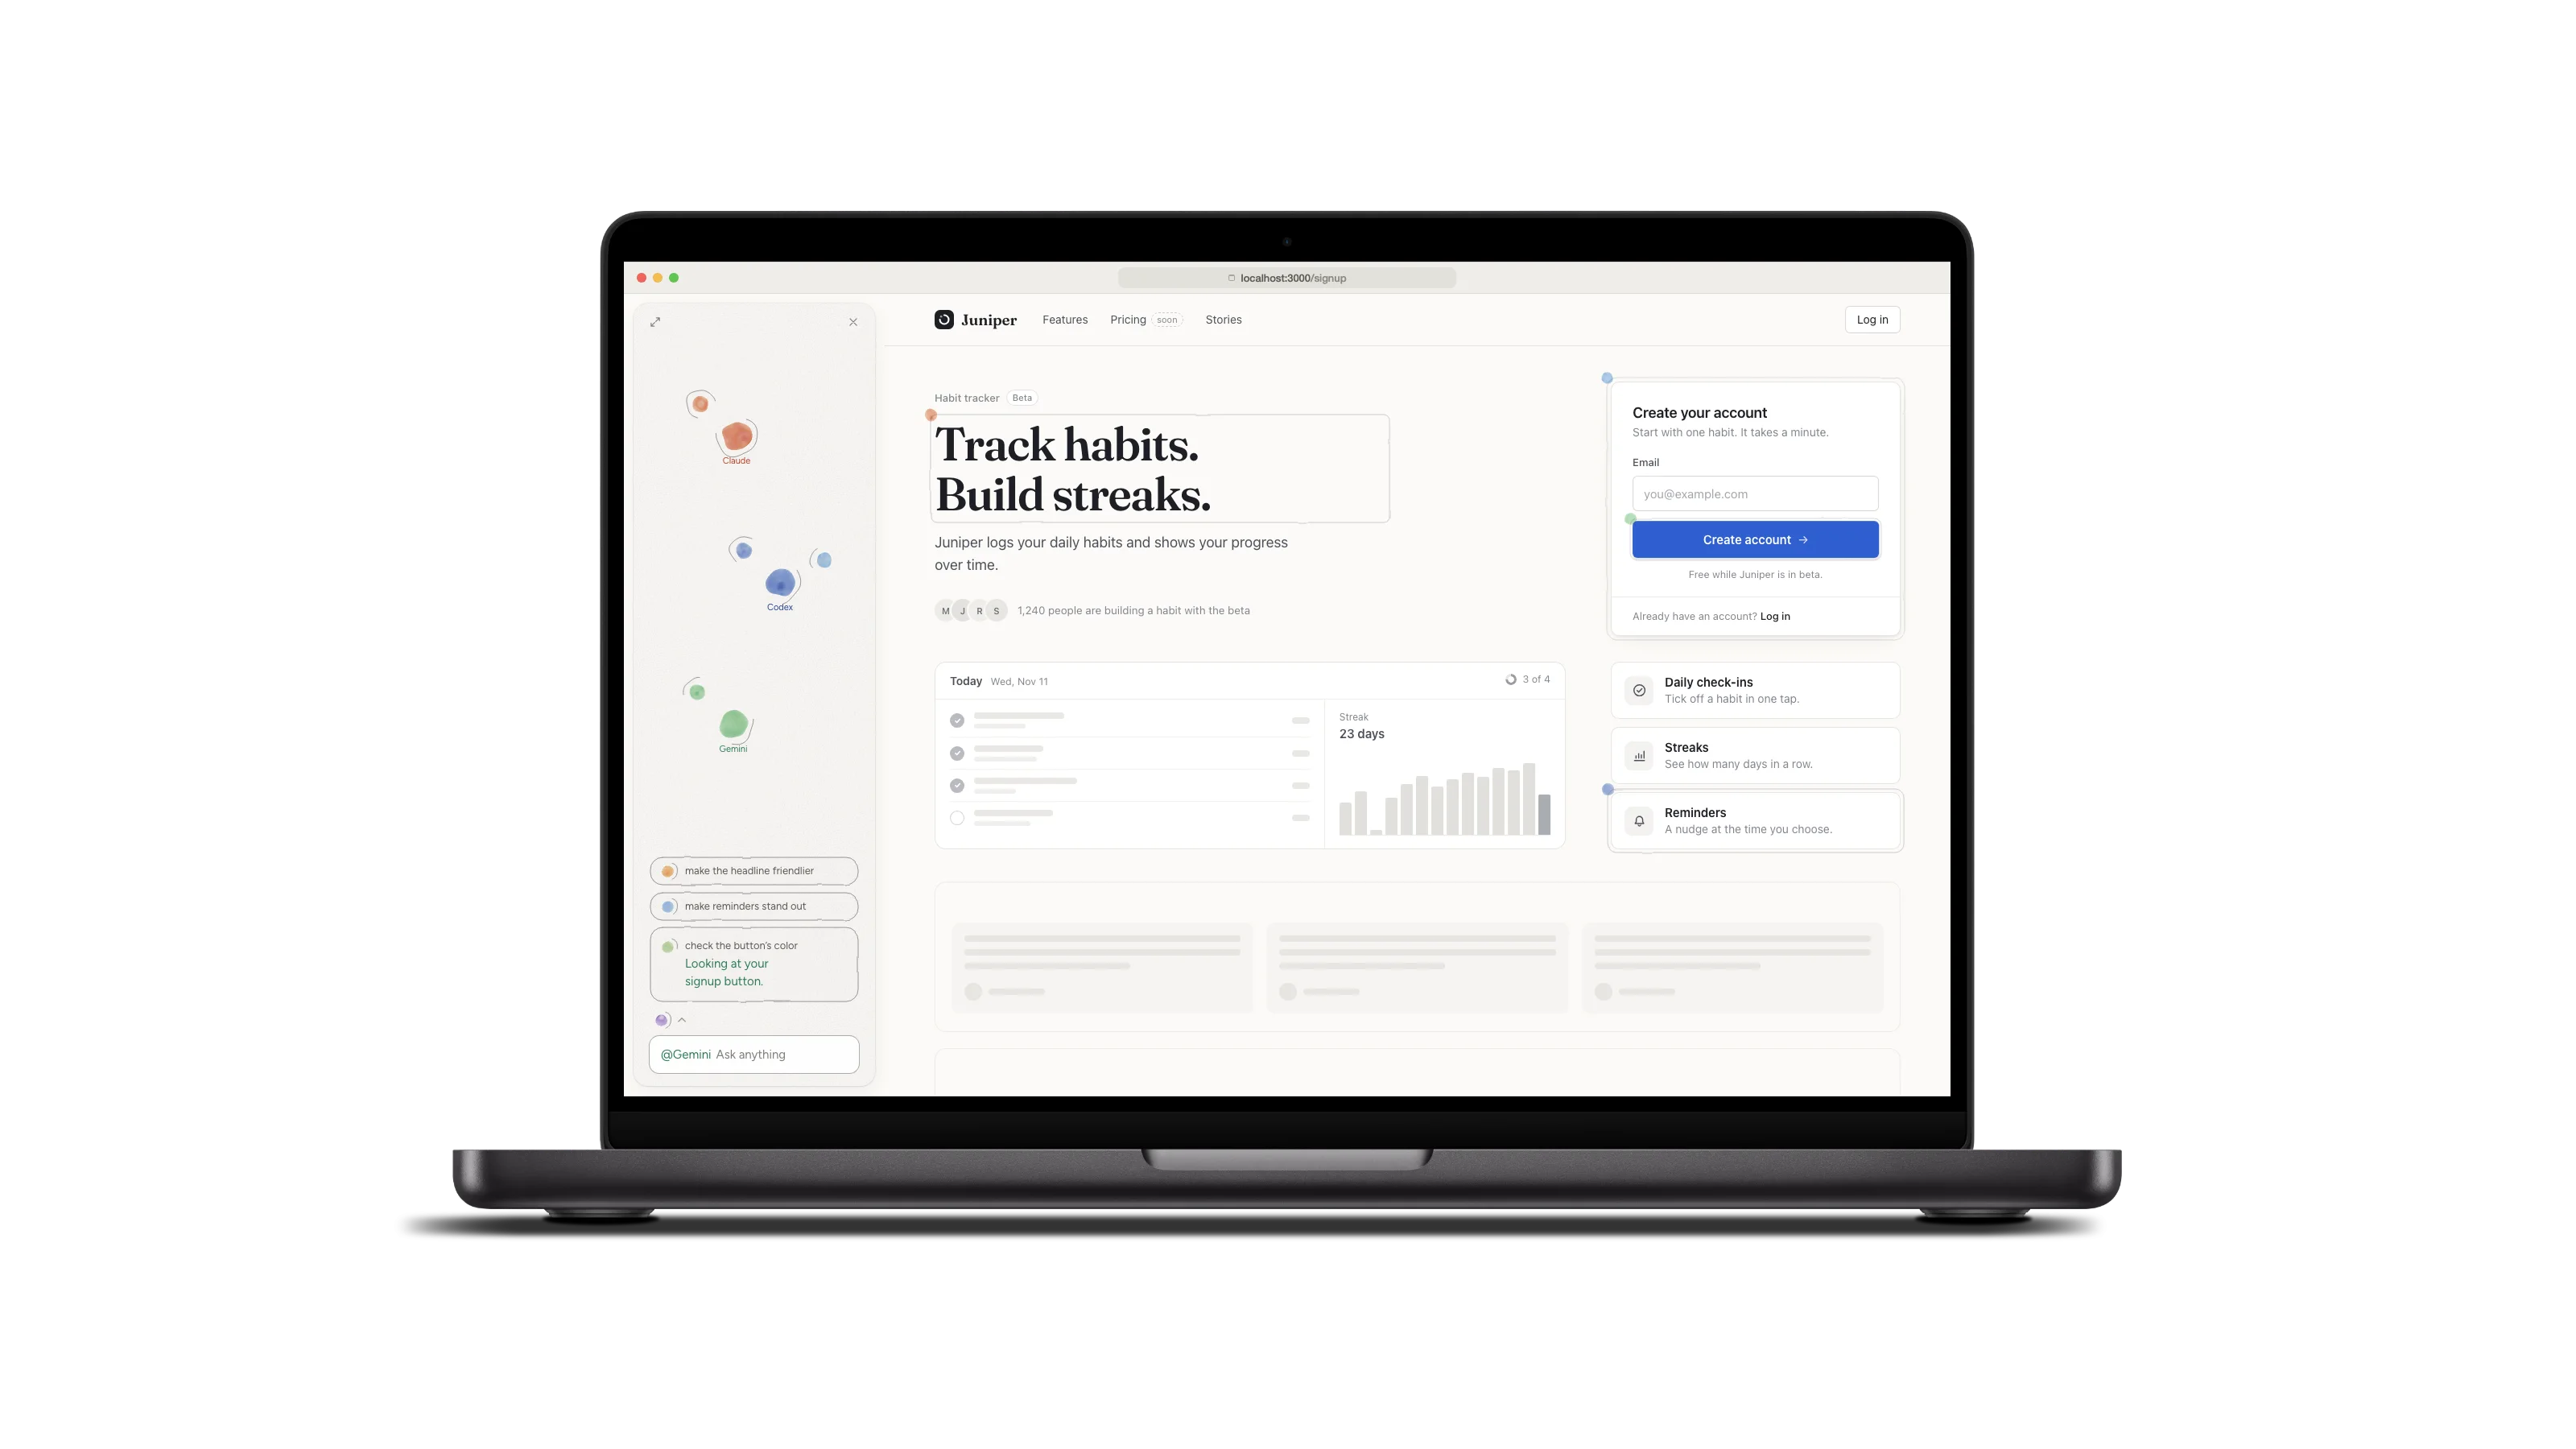 localhost:3000/signup
Claude
Codex
Gemini
make the headline friendlier
make reminders stand out
check the button's color
Looking at your
signup button.
@Gemini Ask anything
Juniper
Features
Pricing soon
Stories
Log in
Habit tracker Beta
Track habits.
Build streaks.
Juniper logs your daily habits and shows your progress
over time.
M J R S 1,240 people are building a habit with the beta
Create your account
Start with one habit. It takes a minute.
Email
you@example.com
Create account →
Free while Juniper is in beta.
Already have an account? Log in
Today Wed, Nov 11
3 of 4
Streak
23 days
Daily check-ins
Tick off a habit in one tap.
Streaks
See how many days in a row.
Reminders
A nudge at the time you choose.